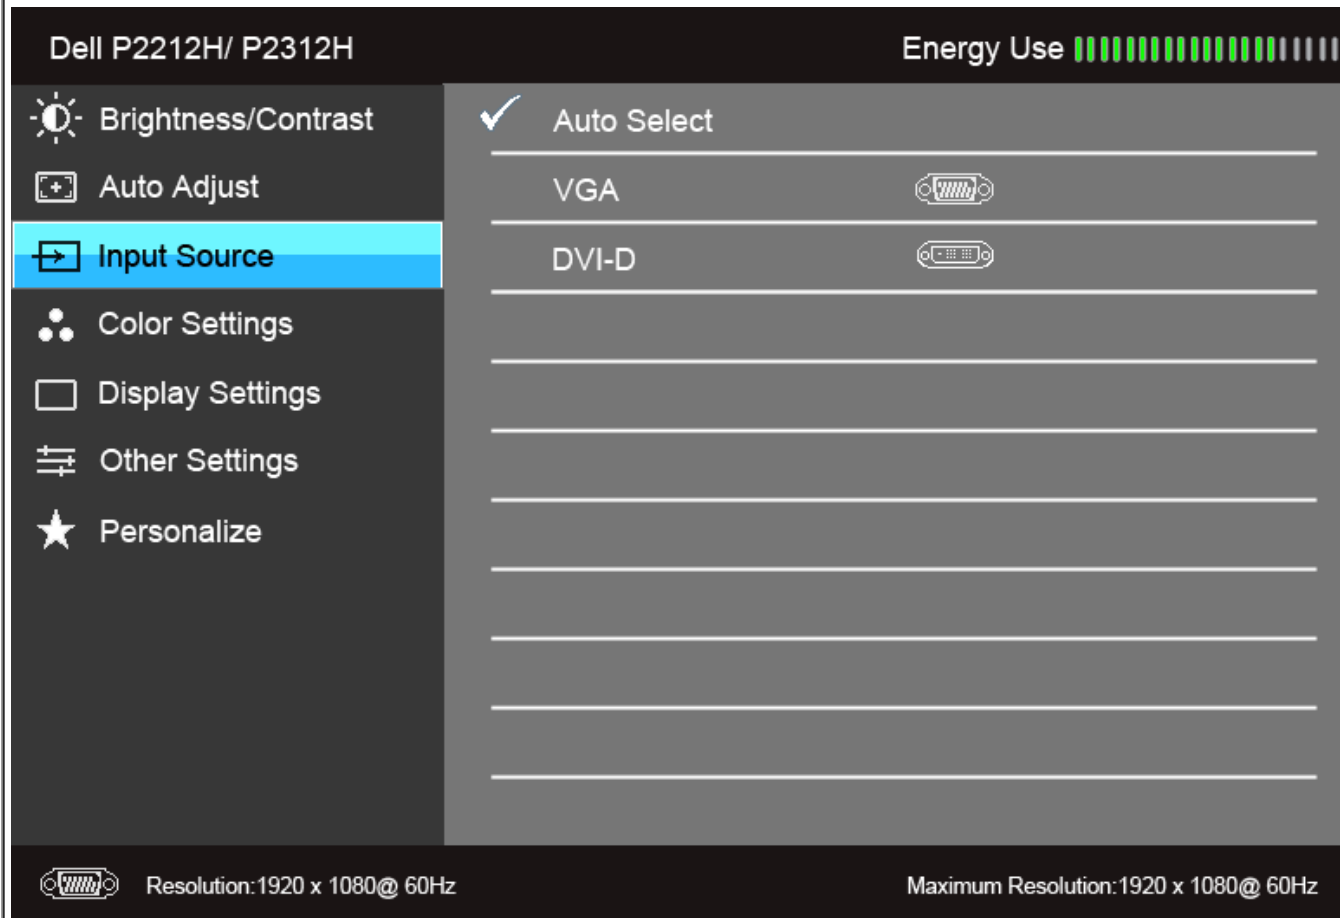 Dell P2212H/ P2312H Energy Use
Brightness/Contrast
Auto Adjust
Input Source
Color Settings
Display Settings
Other Settings
Personalize
Auto Select
VGA
DVI-D
Resolution:1920 x 1080@ 60Hz Maximum Resolution:1920 x 1080@ 60Hz